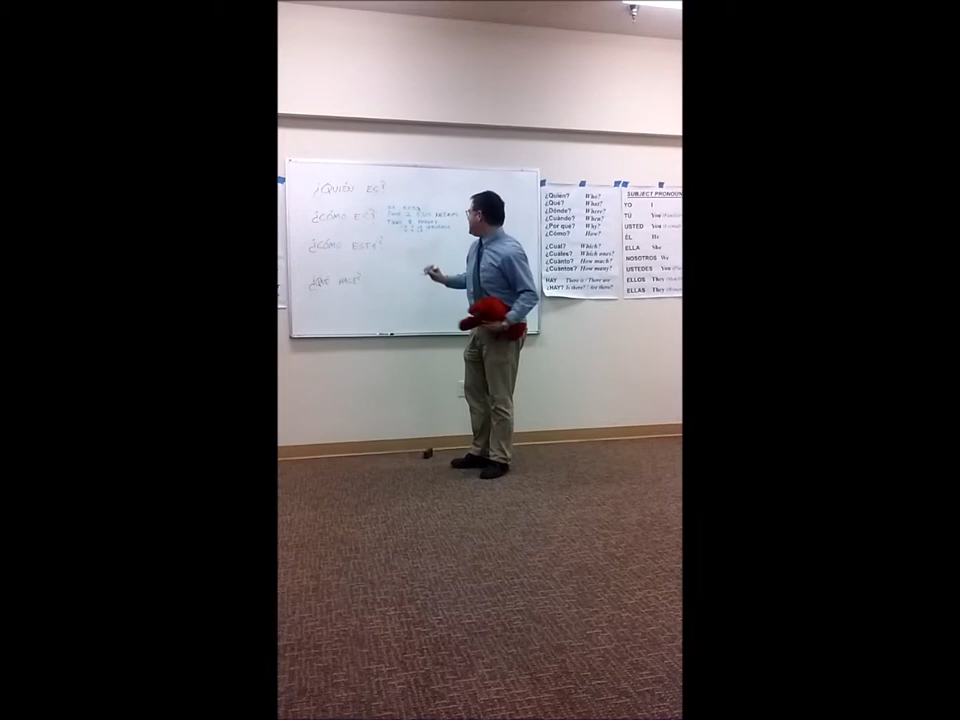 ¿QUIÉN ES?
¿CÓMO ES?
¿CÓMO ESTÁ?
¿QUÉ HACE?
¿Quién? Who?
¿Qué? What?
¿Dónde? Where?
¿Cuándo? When?
¿Por qué? Why?
¿Cómo? How?
¿Cuál? Which?
¿Cuáles? Which ones?
¿Cuánto? How much?
¿Cuántos? How many?
HAY There is / There are
¿HAY? Is there? / Are there?
SUBJECT PRONOUN
YO I
TÚ You
USTED You
ÉL He
ELLA She
NOSOTROS We
USTEDES You
ELLOS They
ELLAS They